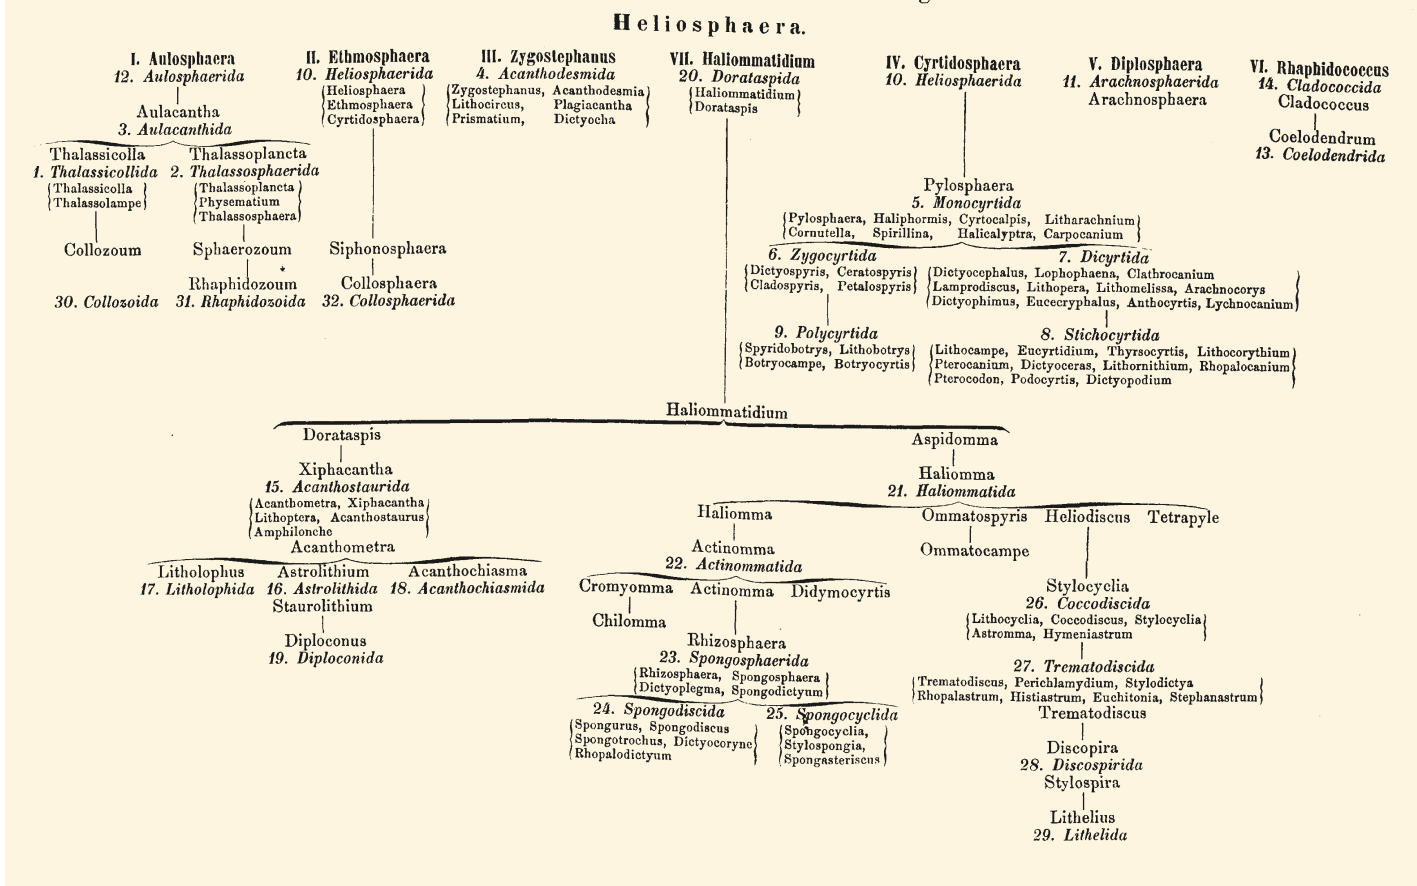 Heliosphaera.
I. Aulosphaera
12. Aulosphaerida
Aulacantha
3. Aulacanthida
Thalassicolla
1. Thalassicollida
Thalassicolla
Thalassolampe
Collozoum
30. Collozoida
Thalassoplancta
2. Thalassosphaerida
Thalassoplancta
Physematium
Thalassosphaera
Sphaerozoum
Rhaphidozoum
31. Rhaphidozoida
II. Ethmosphaera
10. Heliosphaerida
Heliosphaera
Ethmosphaera
Cyrtidosphaera
Siphonosphaera
Collosphaera
32. Collosphaerida
III. Zygostephanus
4. Acanthodesmida
Zygostephanus, Acanthodesmia
Lithocircus, Plagiacantha
Prismatium, Dictyocha
VII. Haliommatidium
20. Dorataspida
Haliommatidium
Dorataspis
IV. Cyrtidosphaera
10. Heliosphaerida
Pylosphaera
5. Monocyrtida
Pylosphaera, Haliphormis, Cyrtocalpis, Litharachnium
Cornutella, Spirillina, Halicalyptra, Carpocanium
6. Zygocyrtida
Dictyospyris, Ceratospyris
Cladospyris, Petalospyris
9. Polycyrtida
Spyridobotrys, Lithobotrys
Botryocampe, Botryocyrtis
7. Dicyrtida
Dictyocephalus, Lophophaena, Clathrocanium
Lamprodiscus, Lithopera, Lithomelissa, Arachnocorys
Dictyophimus, Eucecryphalus, Anthocyrtis, Lychnocanium
8. Stichocyrtida
Lithocampe, Eucyrtidium, Thyrsocyrtis, Lithocorythium
Pterocanium, Dictyoceras, Lithornithium, Rhopalocanium
Pterocodon, Podocyrtis, Dictyopodium
V. Diplosphaera
11. Arachnosphaerida
Arachnosphaera
VI. Rhaphidococcus
14. Cladococcida
Cladococcus
Coelodendrum
13. Coelodendrida
Haliommatidium
Dorataspis
Xiphacantha
15. Acanthostaurida
Acanthometra, Xiphacantha
Lithoptera, Acanthostaurus
Amphilonche
Acanthometra
Litholophus
17. Litholophida
Astrolithium
16. Astrolithida
Staurolithium
Diploconus
19. Diploconida
Acanthochiasma
18. Acanthochiasmida
Aspidomma
Haliomma
21. Haliommatida
Haliomma
Actinomma
22. Actinommatida
Cromyomma
Chilomma
Actinomma
Didymocyrtis
Rhizosphaera
23. Spongosphaerida
Rhizosphaera, Spongosphaera
Dictyoplegma, Spongodictyum
24. Spongodiscida
Spongurus, Spongodiscus
Spongotrochus, Dictyocoryne
Rhopalodictyum
25. Spongocyclida
Spongocyclia,
Stylospongia,
Spongasteriscus
Ommatospyris
Ommatocampe
Heliodiscus
Tetrapyle
Stylocyclia
26. Coccodiscida
Lithocyclia, Coccodiscus, Stylocyclia
Astromma, Hymeniastrum
27. Trematodiscida
Trematodiscus, Perichlamydium, Stylodictya
Rhopalastrum, Histiastrum, Euchitonia, Stephanastrum
Trematodiscus
Discopira
28. Discospirida
Stylospira
Lithelius
29. Lithelida